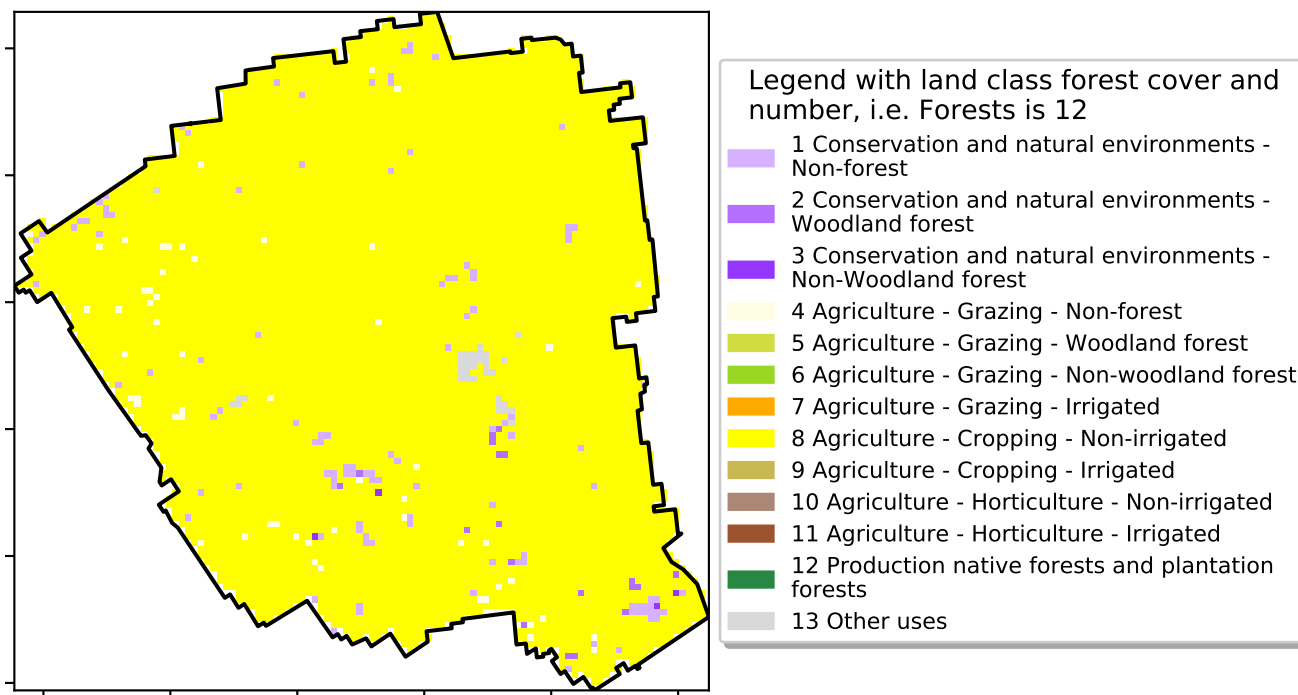 Legend with land class forest cover and
number, i.e. Forests is 12
1 Conservation and natural environments -
Non-forest
2 Conservation and natural environments -
Woodland forest
3 Conservation and natural environments -
Non-Woodland forest
4 Agriculture - Grazing - Non-forest
5 Agriculture - Grazing - Woodland forest
6 Agriculture - Grazing - Non-woodland forest
7 Agriculture - Grazing - Irrigated
8 Agriculture - Cropping - Non-irrigated
9 Agriculture - Cropping - Irrigated
10 Agriculture - Horticulture - Non-irrigated
11 Agriculture - Horticulture - Irrigated
12 Production native forests and plantation
forests
13 Other uses